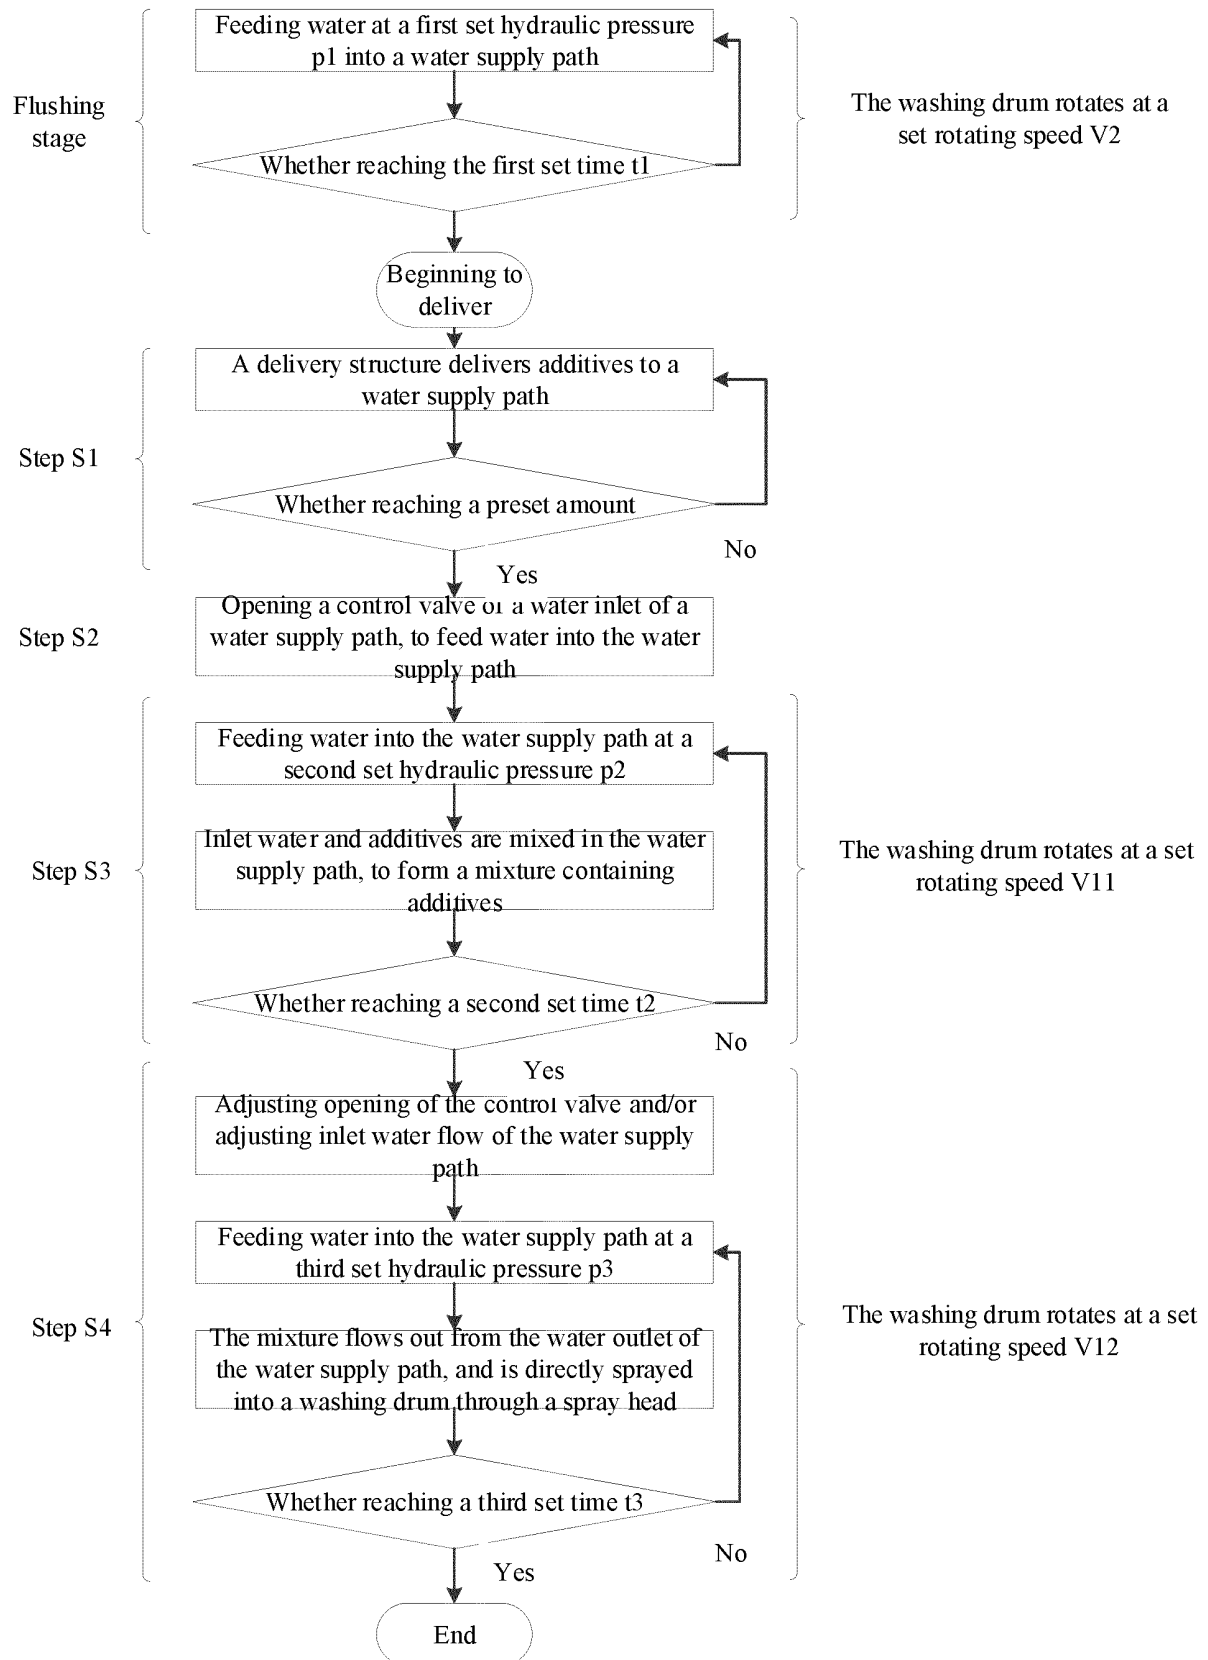 Feeding water at a first set hydraulic pressure
p1 into a water supply path
Flushing
stage
The washing drum rotates at a
set rotating speed V2
Whether reaching the first set time t1
Beginning to
deliver
A delivery structure delivers additives to a
water supply path
Step S1
Whether reaching a preset amount
No
Yes
Opening a control valve of a water inlet of a
water supply path, to feed water into the water
supply path
Step S2
Feeding water into the water supply path at a
second set hydraulic pressure p2
Inlet water and additives are mixed in the water
supply path, to form a mixture containing
additives
Step S3
The washing drum rotates at a set
rotating speed V11
Whether reaching a second set time t2
No
Yes
Adjusting opening of the control valve and/or
adjusting inlet water flow of the water supply
path
Feeding water into the water supply path at a
third set hydraulic pressure p3
Step S4
The washing drum rotates at a set
rotating speed V12
The mixture flows out from the water outlet of
the water supply path, and is directly sprayed
into a washing drum through a spray head
Whether reaching a third set time t3
No
Yes
End